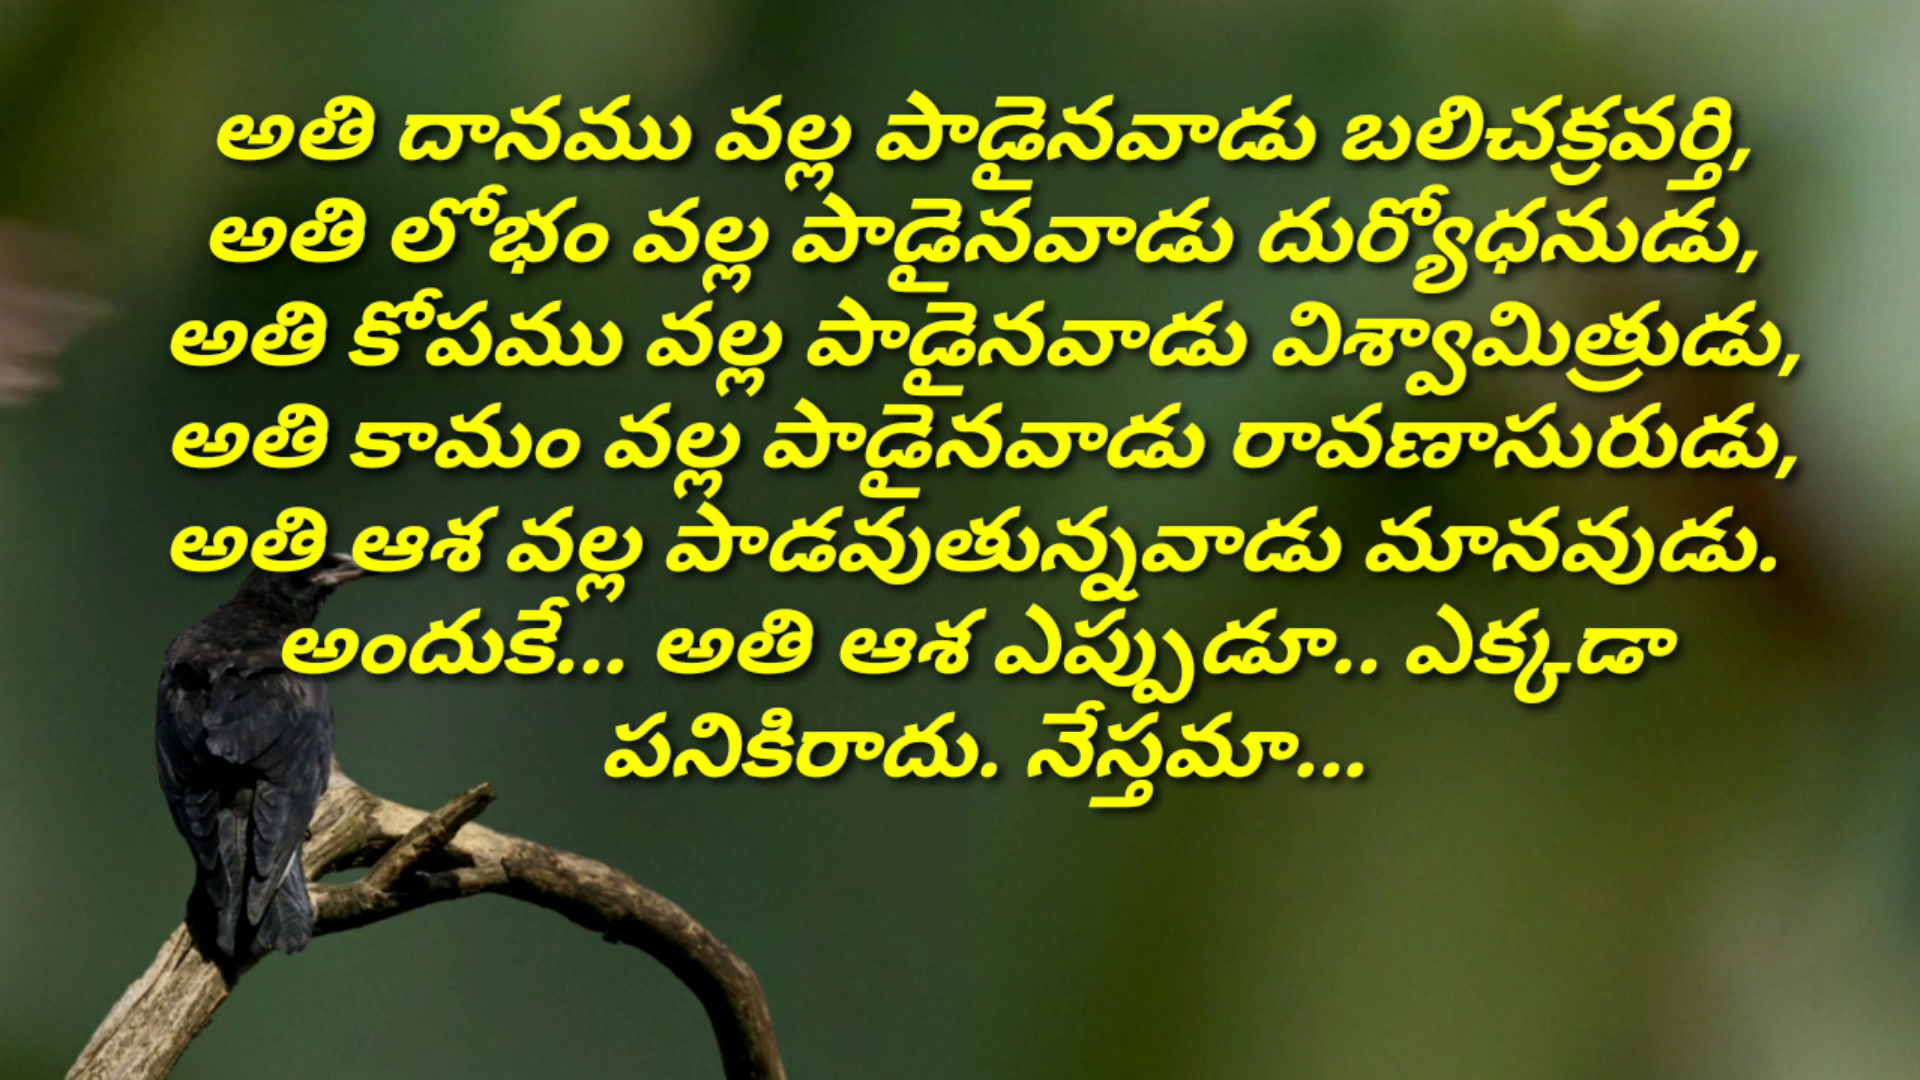 అతి దానము వల్ల పాడైనవాడు బలిచక్రవర్తి,
అతి లోభం వల్ల పాడైనవాడు దుర్యోధనుడు,
అతి కోపము వల్ల పాడైనవాడు విశ్వామిత్రుడు,
అతి కామం వల్ల పాడైనవాడు రావణాసురుడు,
అతి ఆశ వల్ల పాడవుతున్నవాడు మానవుడు.
అందుకే... అతి ఆశ ఎప్పుడూ.. ఎక్కడా
పనికిరాదు. నేస్తమా...